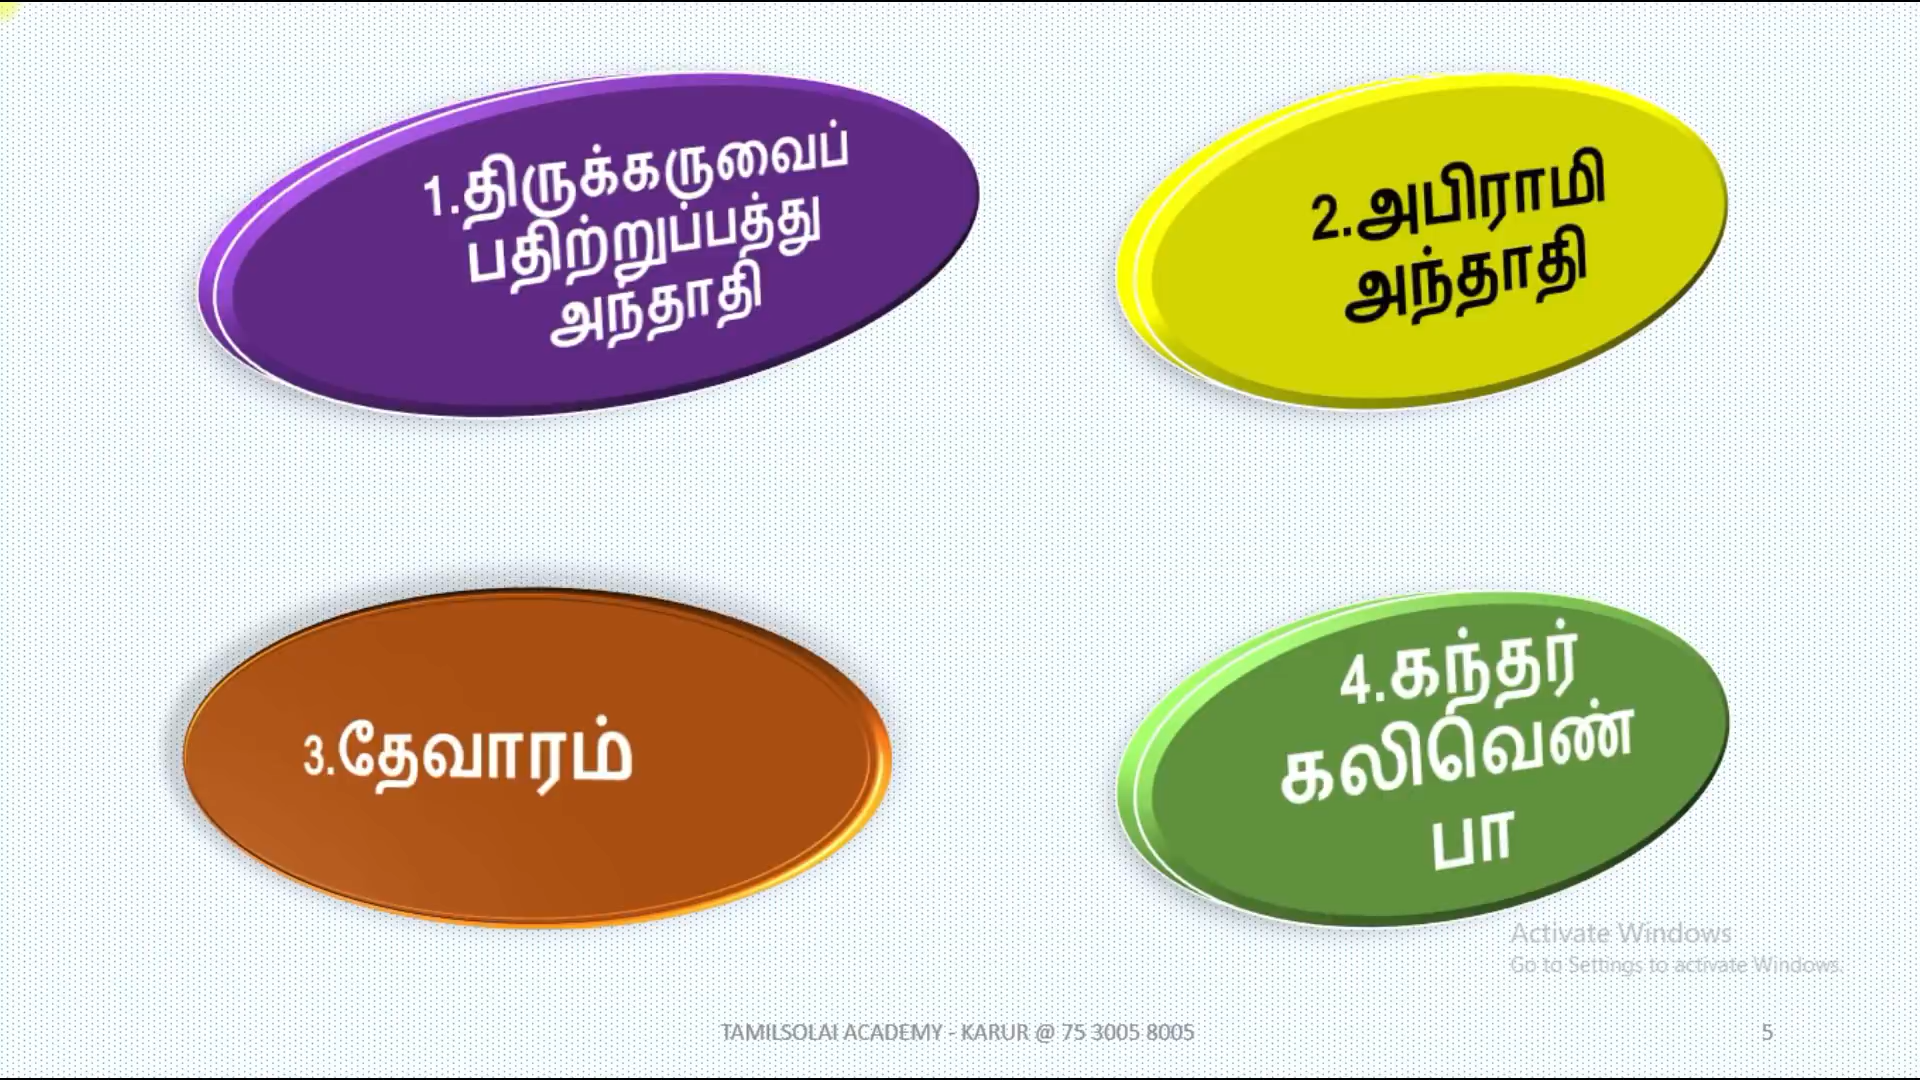 1.திருக்கருவைப்
பதிற்றுப்பத்து
அந்தாதி
2.அபிராமி
அந்தாதி
3.தேவாரம்
4.கந்தர்
கலிவெண்
பா
Activate Windows
Go to Settings to activate Windows.
TAMILSOLAI ACADEMY - KARUR @ 75 3005 8005
5